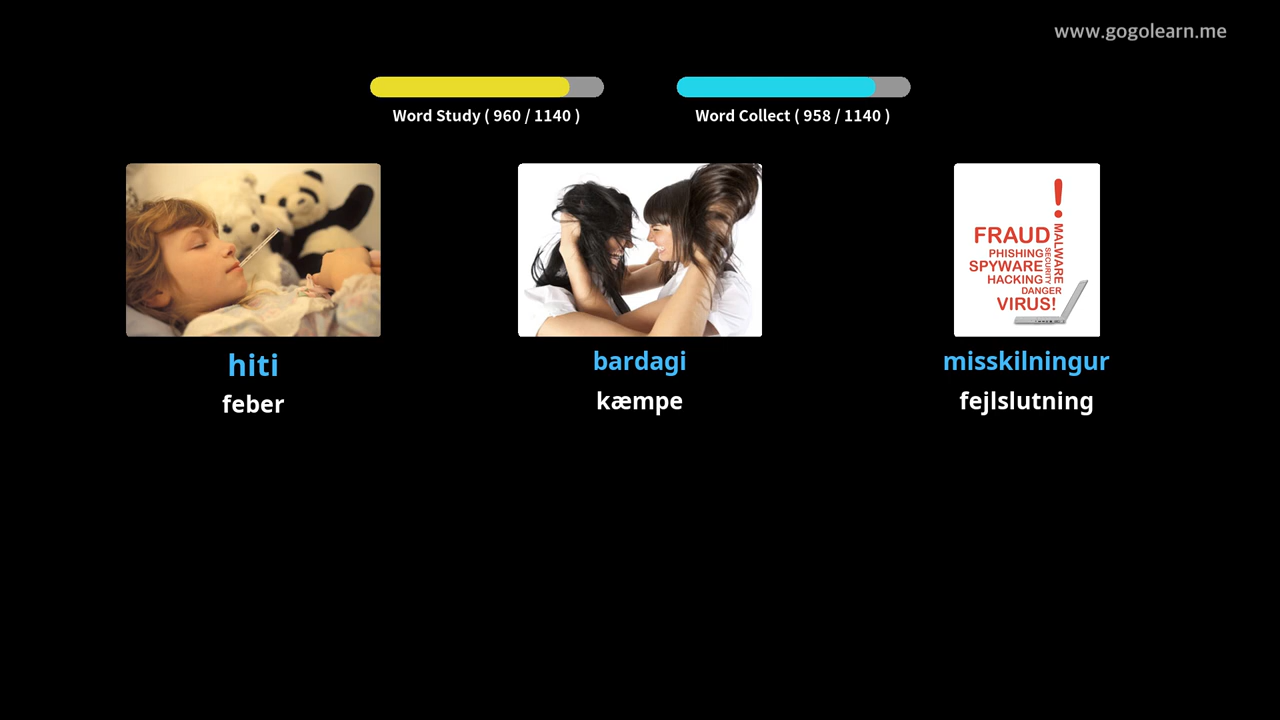 www.gogolearn.me
Word Study ( 960 / 1140 )
Word Collect ( 958 / 1140 )
!
FRAUD
PHISHING
SPYWARE
HACKING
DANGER
VIRUS!
MALWARE
SECURITY
hiti
bardagi
misskilningur
feber
kæmpe
fejlslutning